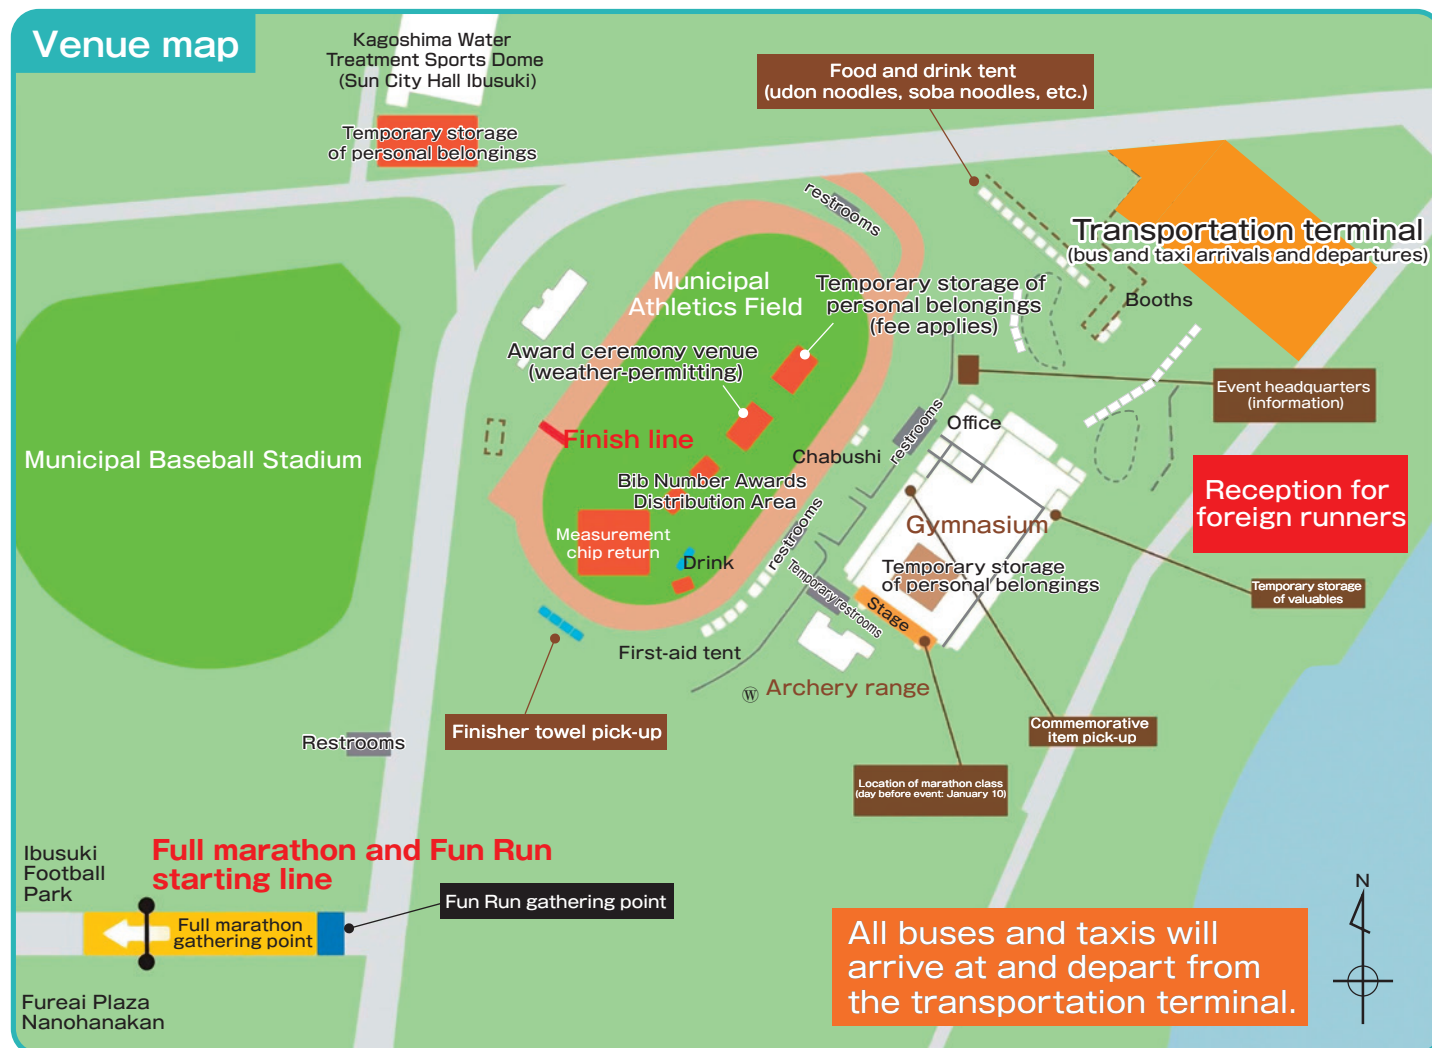 Venue map
Kagoshima Water
Treatment Sports Dome
(Sun City Hall Ibusuki)
Temporary storage
of personal belongings
Food and drink tent
(udon noodles, soba noodles, etc.)
restrooms
Transportation terminal
(bus and taxi arrivals and departures)
Booths
Municipal
Athletics Field
Temporary storage of
personal belongings
(fee applies)
Award ceremony venue
(weather-permitting)
Event headquarters
(information)
Finish line
restrooms
Office
Chabushi
Municipal Baseball Stadium
Bib Number Awards
Distribution Area
Reception for
foreign runners
Gymnasium
Measurement
chip return
Drink
restrooms
Temporary storage
of personal belongings
Temporary restrooms
Stage
Temporary storage
of valuables
First-aid tent
W Archery range
Finisher towel pick-up
Commemorative
item pick-up
Restrooms
Location of marathon class
(day before event: January 10)
Ibusuki
Football
Park
Full marathon and Fun Run
starting line
Fun Run gathering point
Full marathon
gathering point
Fureai Plaza
Nanohanakan
All buses and taxis will
arrive at and depart from
the transportation terminal.
N